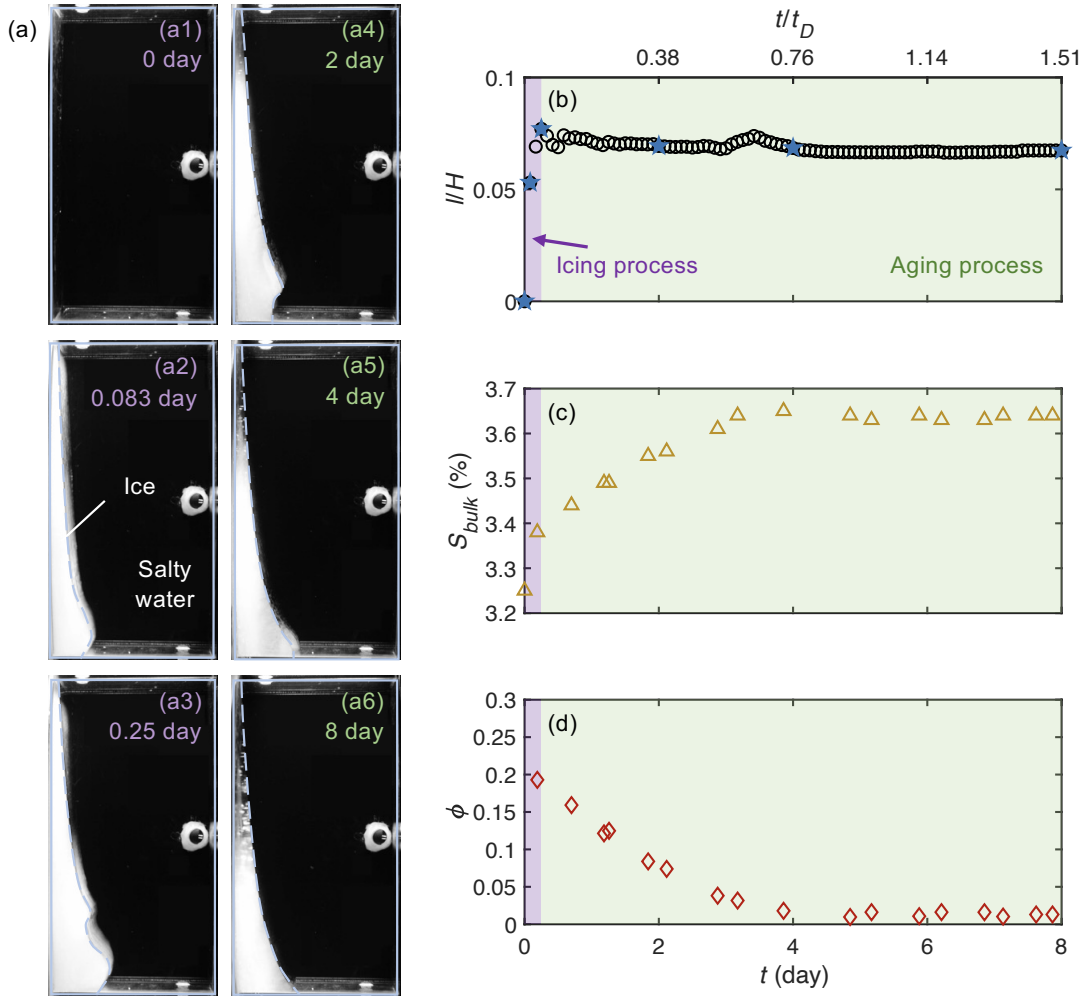 (a)
(a1)
0 day
(a4)
2 day
(a2)
0.083 day
Ice
Salty
water
(a5)
4 day
(a3)
0.25 day
(a6)
8 day
t/t_D
0.38
0.76
1.14
1.51
0.1
0.05
0
l/H
(b)
Icing process
Aging process
3.7
3.6
3.5
3.4
3.3
3.2
S_bulk (%)
(c)
0.3
0.25
0.2
0.15
0.1
0.05
0
ϕ
(d)
0
2
4
6
8
t (day)